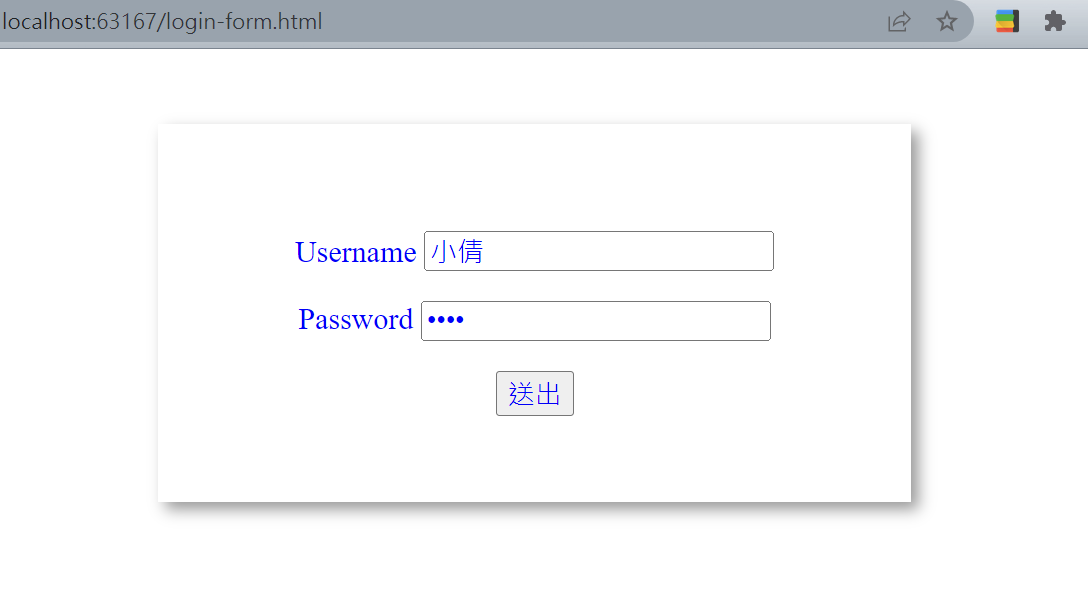 localhost:63167/login-form.html
Username 小倩
Password ••••
送出